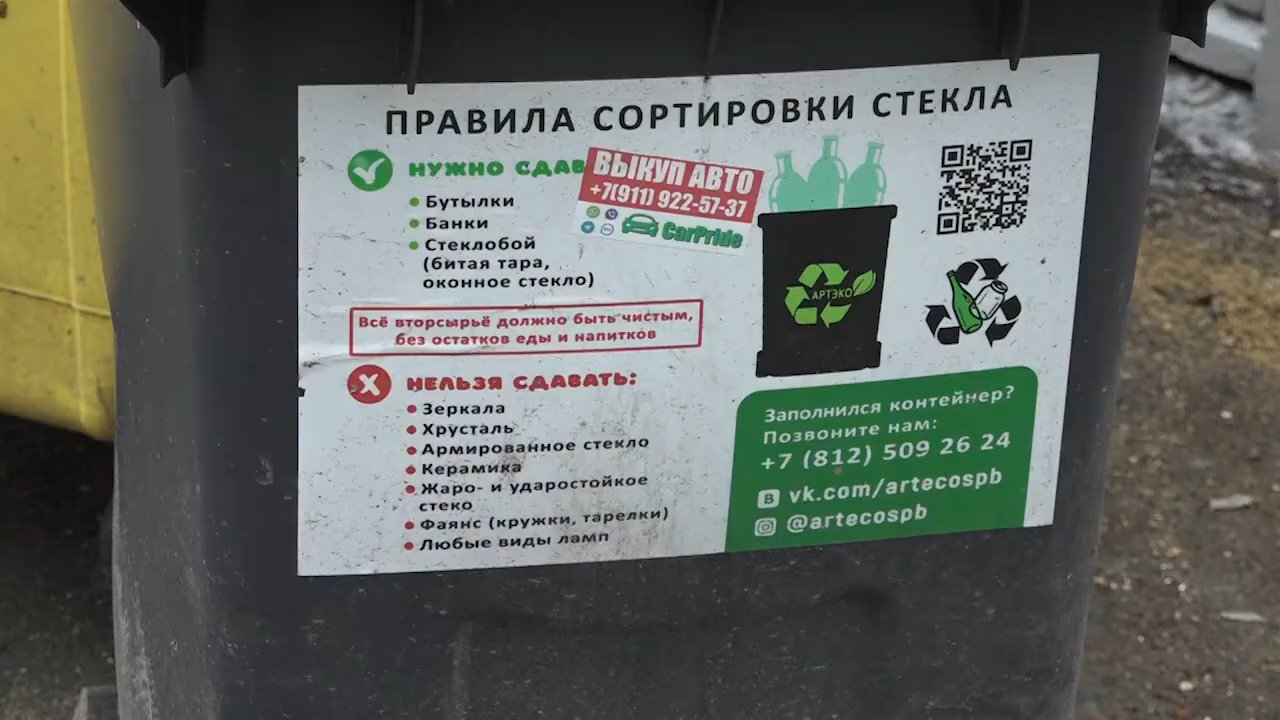 ПРАВИЛА СОРТИРОВКИ СТЕКЛА
НУЖНО СДАВ
Бутылки
Банки
Стеклобой
(битая тара,
оконное стекло)
ВЫКУП АВТО
+7(911) 922-57-37
CarPride
Всё вторсырьё должно быть чистым,
без остатков еды и напитков
НЕЛЬЗЯ СДАВАТЬ:
Зеркала
Хрусталь
Армированное стекло
Керамика
Жаро- и ударостойкое
стеко
Фаянс (кружки, тарелки)
Любые виды ламп
АРТЭКО
Заполнился контейнер?
Позвоните нам:
+7 (812) 509 26 24
vk.com/artecospb
@artecospb